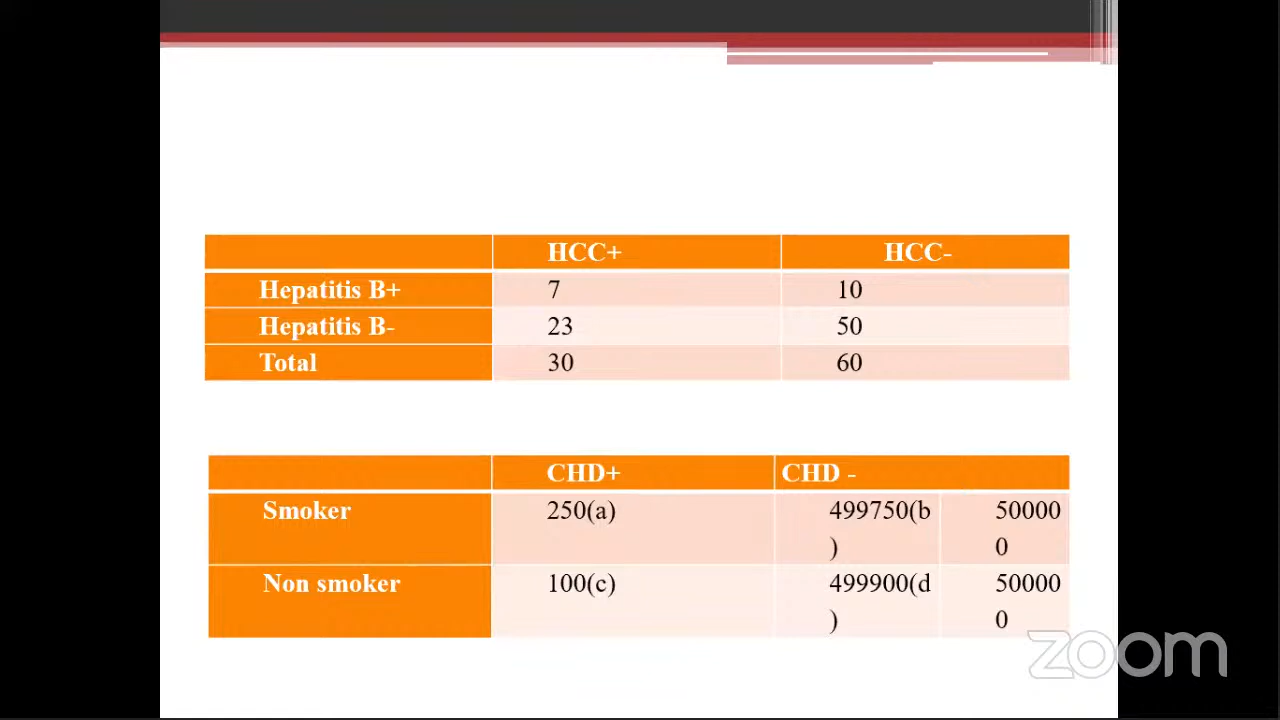 HCC+ HCC-
Hepatitis B+ 7 10
Hepatitis B- 23 50
Total 30 60
CHD+ CHD -
Smoker 250(a) 499750(b 50000
) 0
Non smoker 100(c) 499900(d 50000
) 0
zoom